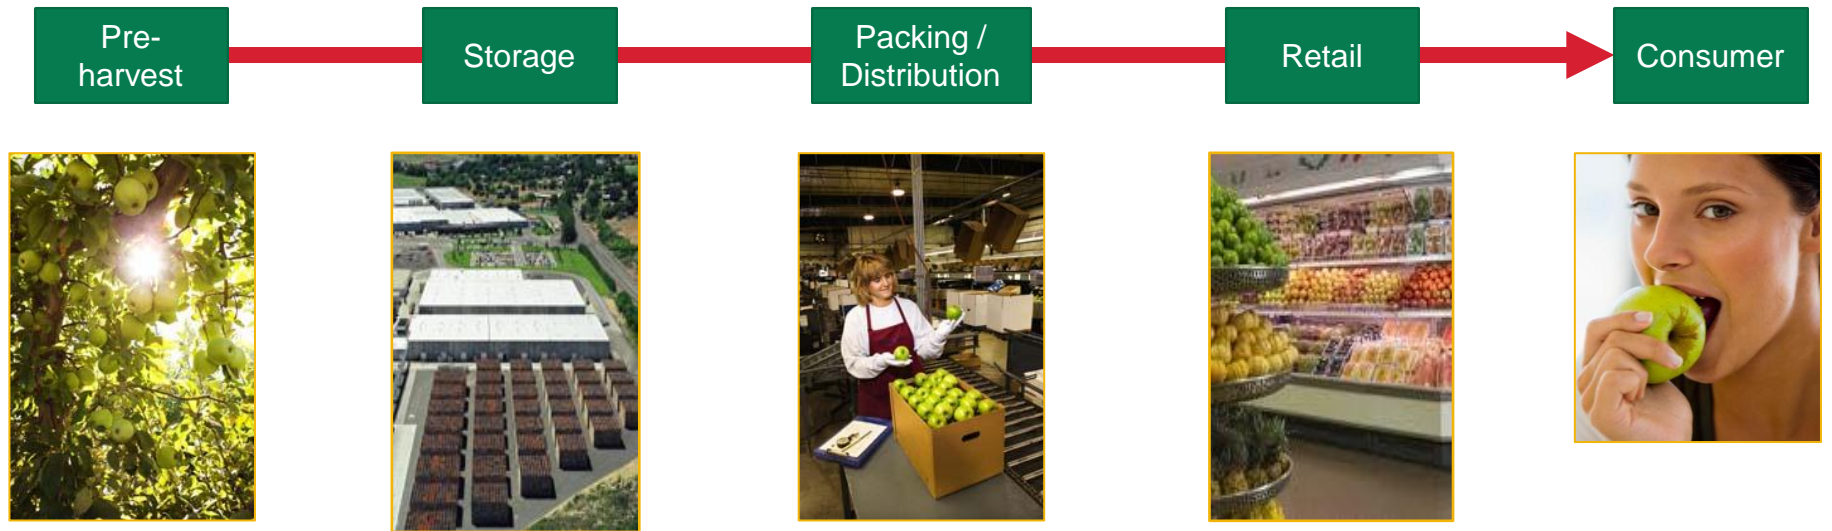 Pre-
harvest
Storage
Packing /
Distribution
Retail
Consumer